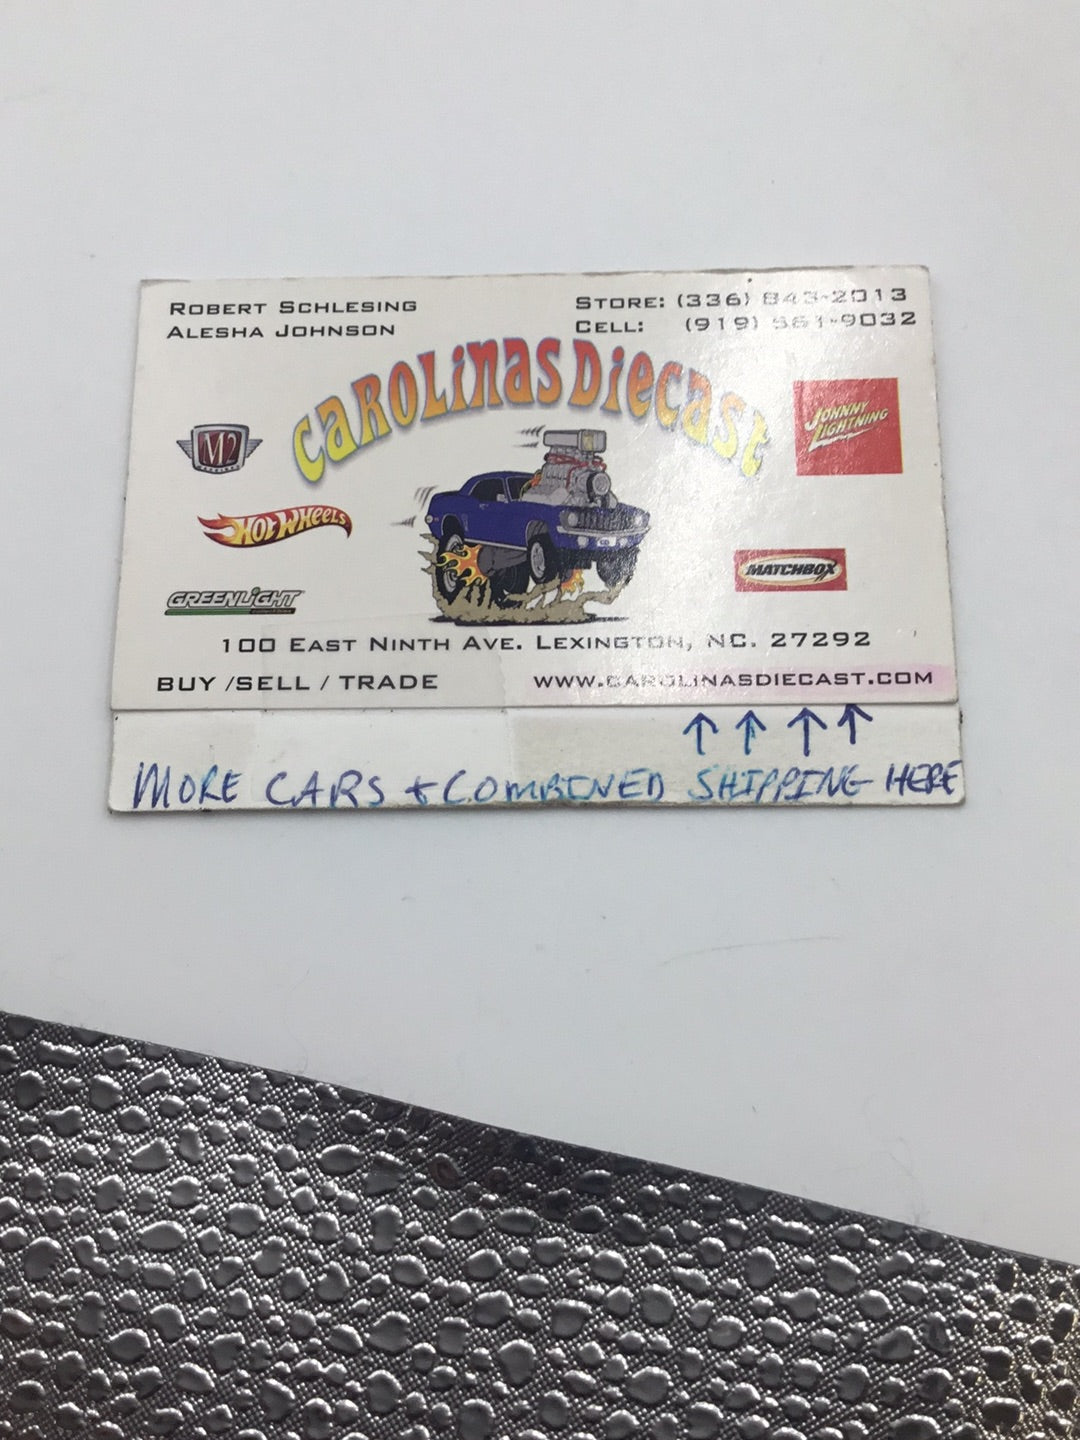 ROBERT SCHLESING
ALESHA JOHNSON
STORE: (336) 843-2013
CELL: (919) 561-9032
CAROLINAS DIECAST
M2
JOHNNY LIGHTNING
HOT WHEELS
MATCHBOX
GREENLIGHT
100 EAST NINTH AVE. LEXINGTON, NC. 27292
BUY /SELL / TRADE
WWW.CAROLINASDIECAST.COM
↑ ↑ ↑ ↑
MORE CARS + COMBINED SHIPPING HERE